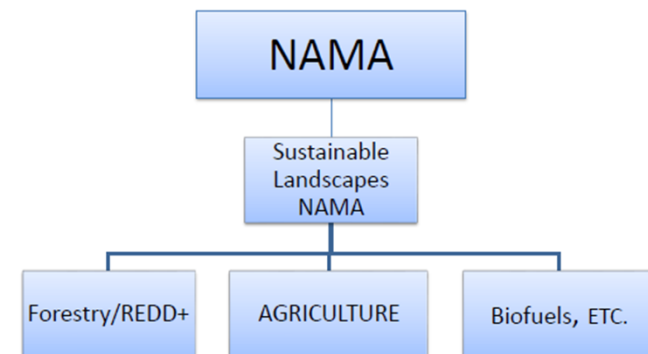 NAMA
Sustainable
Landscapes
NAMA
Forestry/REDD+
AGRICULTURE
Biofuels, ETC.